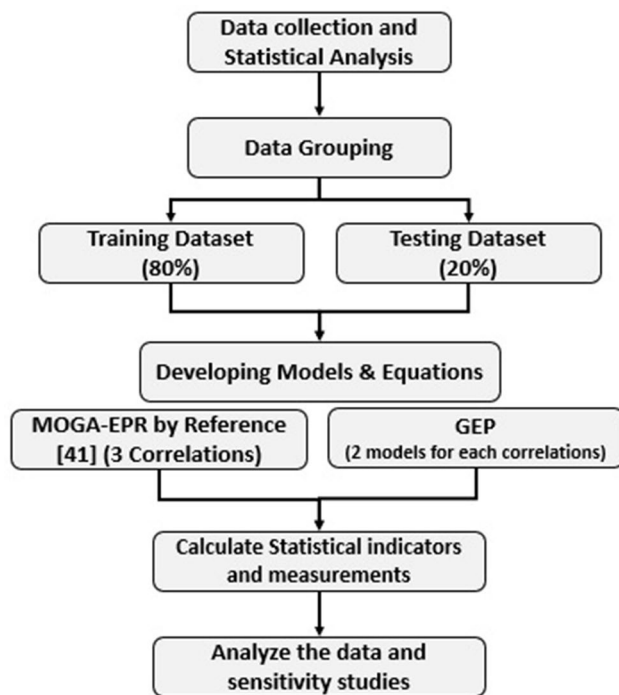 Data collection and
Statistical Analysis
Data Grouping
Training Dataset
(80%)
Testing Dataset
(20%)
Developing Models & Equations
MOGA-EPR by Reference
[41] (3 Correlations)
GEP
(2 models for each correlations)
Calculate Statistical indicators
and measurements
Analyze the data and
sensitivity studies